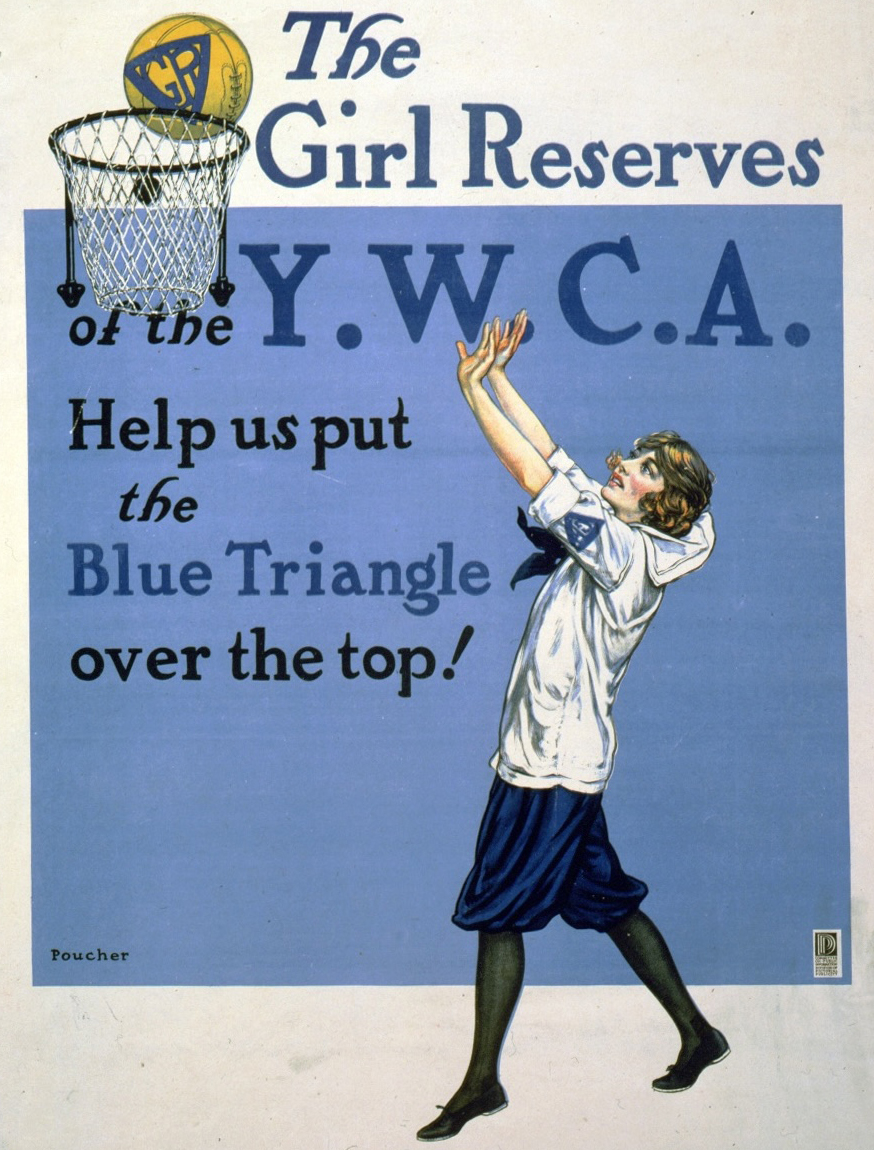 The
Girl Reserves
of the Y.W.C.A.
Help us put
the
Blue Triangle
over the top!
Poucher